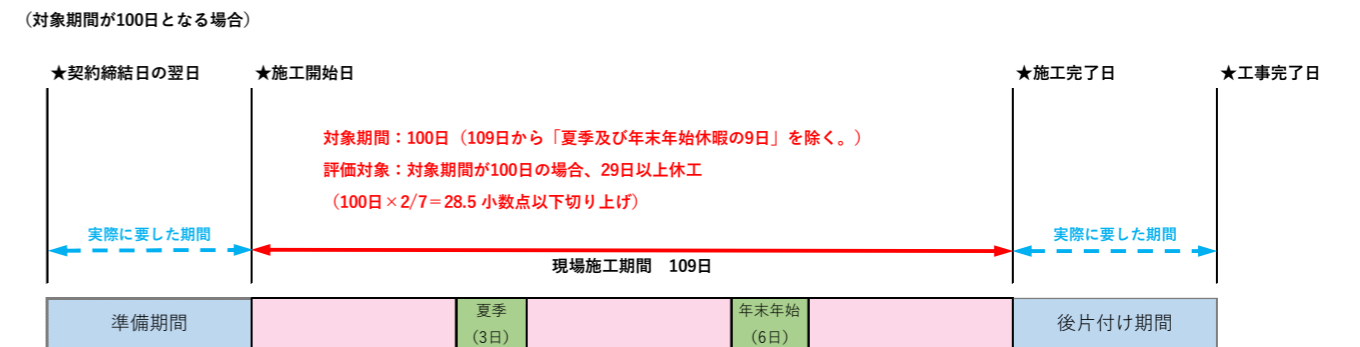 （対象期間が100日となる場合）
★契約締結日の翌日
★施工開始日
★施工完了日
★工事完了日
対象期間：100日（109日から「夏季及び年末年始休暇の9日」を除く。）
評価対象：対象期間が100日の場合、29日以上休工
（100日×2/7＝28.5 小数点以下切り上げ）
実際に要した期間
実際に要した期間
現場施工期間　109日
準備期間
夏季
(3日)
年末年始
(6日)
後片付け期間